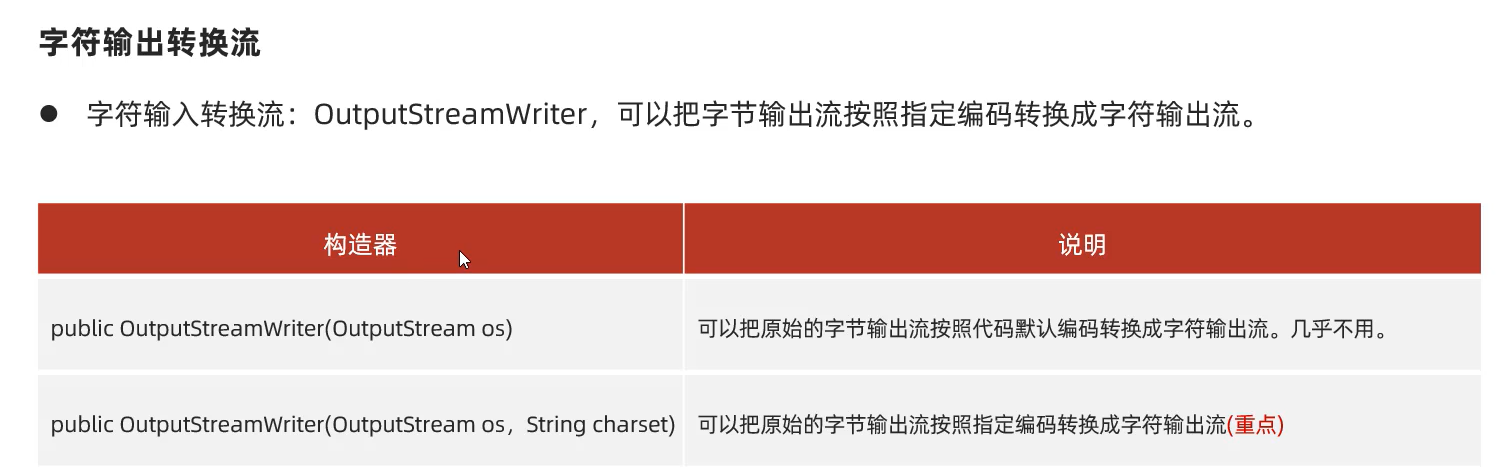 字符输出转换流
● 字符输入转换流：OutputStreamWriter，可以把字节输出流按照指定编码转换成字符输出流。
构造器 说明
public OutputStreamWriter(OutputStream os) 可以把原始的字节输出流按照代码默认编码转换成字符输出流。几乎不用。
public OutputStreamWriter(OutputStream os，String charset) 可以把原始的字节输出流按照指定编码转换成字符输出流(重点)